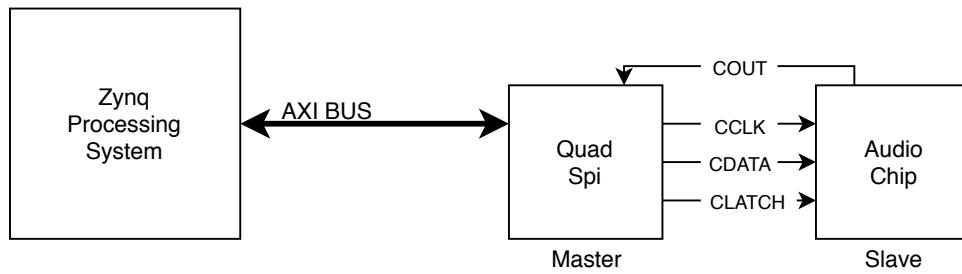 Zynq
Processing
System
AXI BUS
Quad
Spi
Master
COUT
CCLK
CDATA
CLATCH
Audio
Chip
Slave